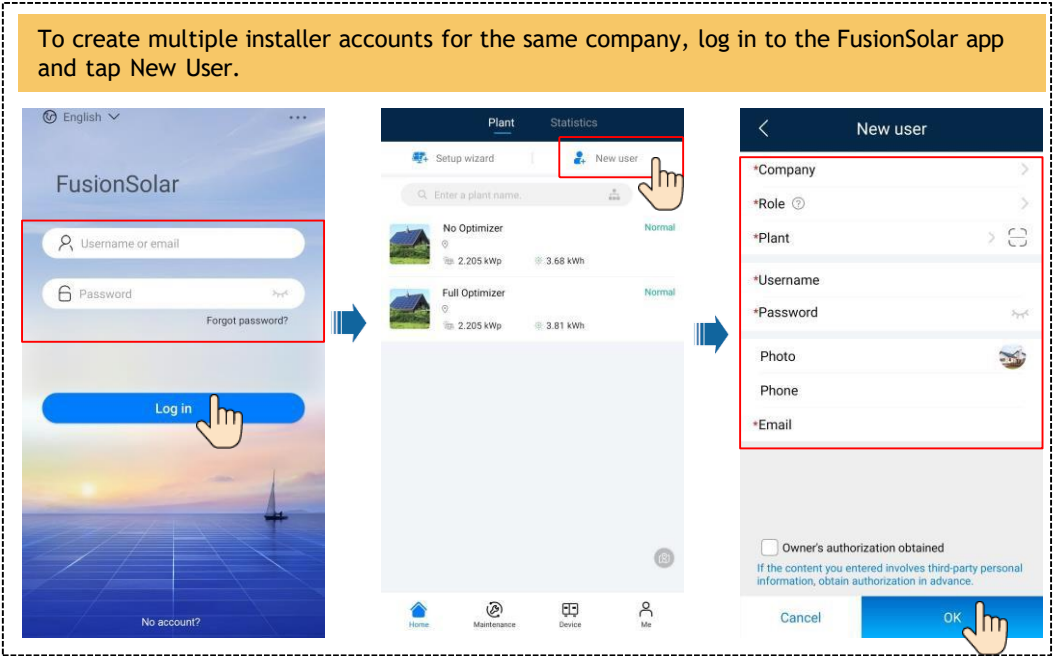 To create multiple installer accounts for the same company, log in to the FusionSolar app
and tap New User.
English
FusionSolar
Username or email
Password
Forgot password?
Log in
No account?
Plant Statistics
Setup wizard New user
Enter a plant name.
No Optimizer Normal
2.205 kWp 3.68 kWh
Full Optimizer Normal
2.205 kWp 3.81 kWh
Home Maintenance Device Me
New user
*Company
*Role
*Plant
*Username
*Password
Photo
Phone
*Email
Owner's authorization obtained
If the content you entered involves third-party personal
information, obtain authorization in advance.
Cancel OK